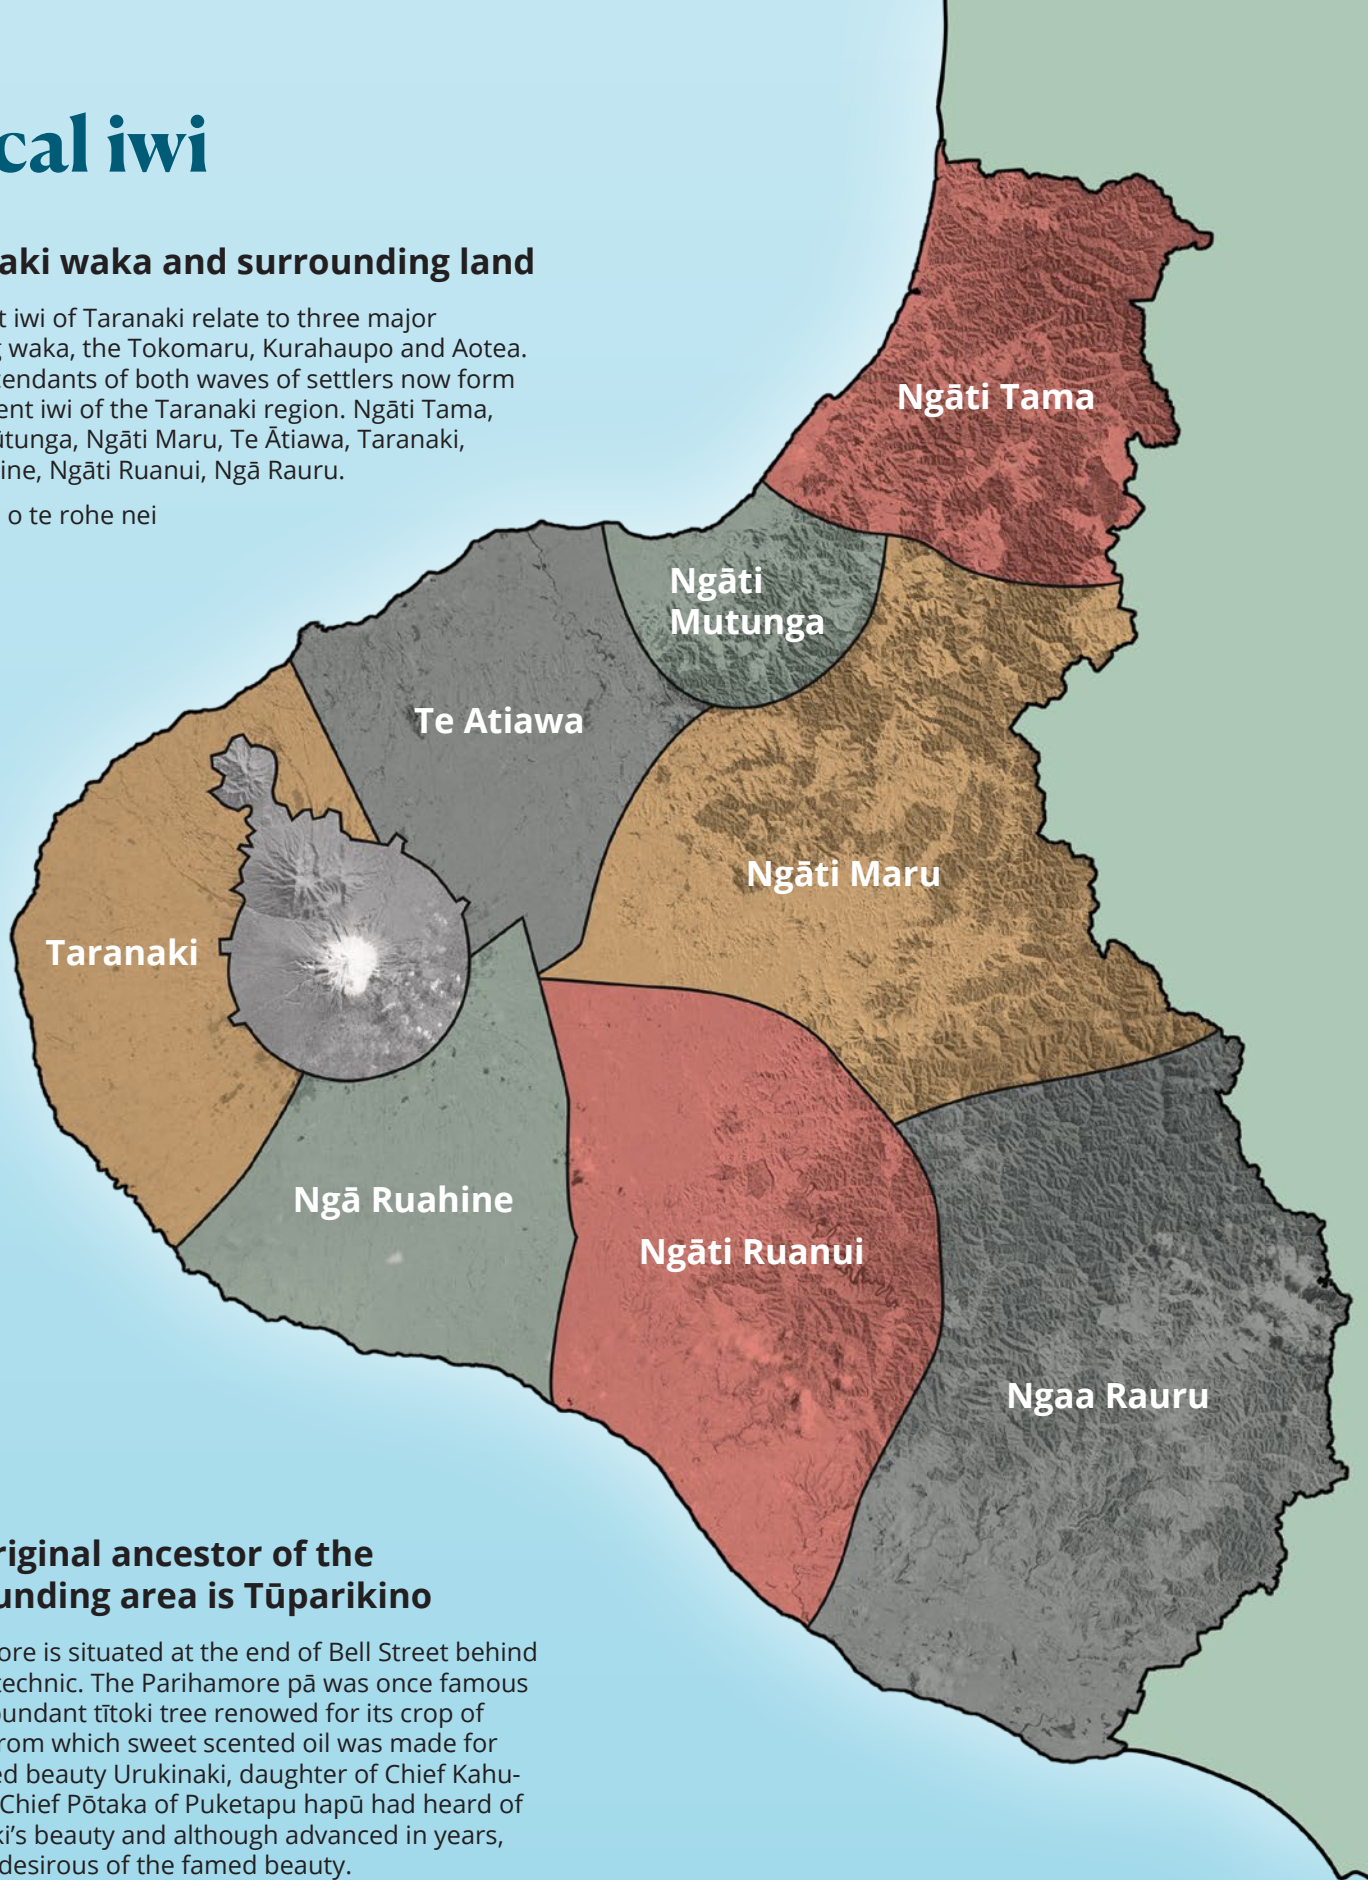 cal iwi
aki waka and surrounding land
t iwi of Taranaki relate to three major
g waka, the Tokomaru, Kurahaupo and Aotea.
endants of both waves of settlers now form
ent iwi of the Taranaki region. Ngāti Tama,
ūtunga, Ngāti Maru, Te Ātiawa, Taranaki,
ine, Ngāti Ruanui, Ngā Rauru.
o te rohe nei
Ngāti Tama
Ngāti
Mutunga
Te Atiawa
Ngāti Maru
Taranaki
Ngā Ruahine
Ngāti Ruanui
Ngaa Rauru
riginal ancestor of the
unding area is Tūparikino
ore is situated at the end of Bell Street behind
technic. The Parihamore pā was once famous
bundant tītoki tree renowed for its crop of
from which sweet scented oil was made for
ed beauty Urukinaki, daughter of Chief Kahu-
Chief Pōtaka of Puketapu hapū had heard of
ki’s beauty and although advanced in years,
desirous of the famed beauty.